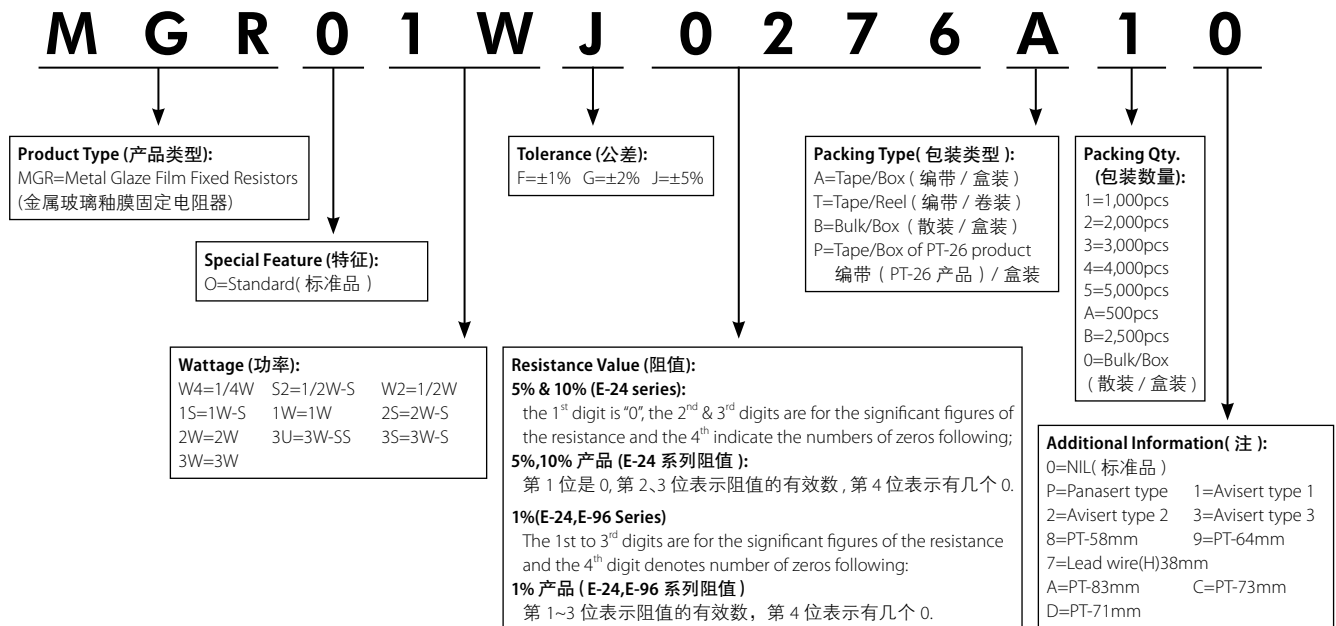 MGR01WJ0276A10
Product Type (产品类型):
MGR=Metal Glaze Film Fixed Resistors
(金属玻璃釉膜固定电阻器)
Special Feature (特征):
O=Standard( 标准品 )
Wattage (功率):
W4=1/4W S2=1/2W-S W2=1/2W
1S=1W-S 1W=1W 2S=2W-S
2W=2W 3U=3W-SS 3S=3W-S
3W=3W
Tolerance (公差):
F=±1% G=±2% J=±5%
Resistance Value (阻值):
5% & 10% (E-24 series):
the 1st digit is "0", the 2nd & 3rd digits are for the significant figures of
the resistance and the 4th indicate the numbers of zeros following;
5%,10% 产品 (E-24 系列阻值 ):
第 1 位是 0, 第 2、3 位表示阻值的有效数 , 第 4 位表示有几个 0.
1%(E-24,E-96 Series)
The 1st to 3rd digits are for the significant figures of the resistance
and the 4th digit denotes number of zeros following:
1% 产品 ( E-24,E-96 系列阻值 )
第 1~3 位表示阻值的有效数，第 4 位表示有几个 0.
Packing Type( 包装类型 ):
A=Tape/Box ( 编带 / 盒装 )
T=Tape/Reel ( 编带 / 卷装 )
B=Bulk/Box ( 散装 / 盒装 )
P=Tape/Box of PT-26 product
编带 ( PT-26 产品 ) / 盒装
Packing Qty.
(包装数量):
1=1,000pcs
2=2,000pcs
3=3,000pcs
4=4,000pcs
5=5,000pcs
A=500pcs
B=2,500pcs
0=Bulk/Box
( 散装 / 盒装 )
Additional Information( 注 ):
0=NIL( 标准品 )
P=Panasert type 1=Avisert type 1
2=Avisert type 2 3=Avisert type 3
8=PT-58mm 9=PT-64mm
7=Lead wire(H)38mm
A=PT-83mm C=PT-73mm
D=PT-71mm